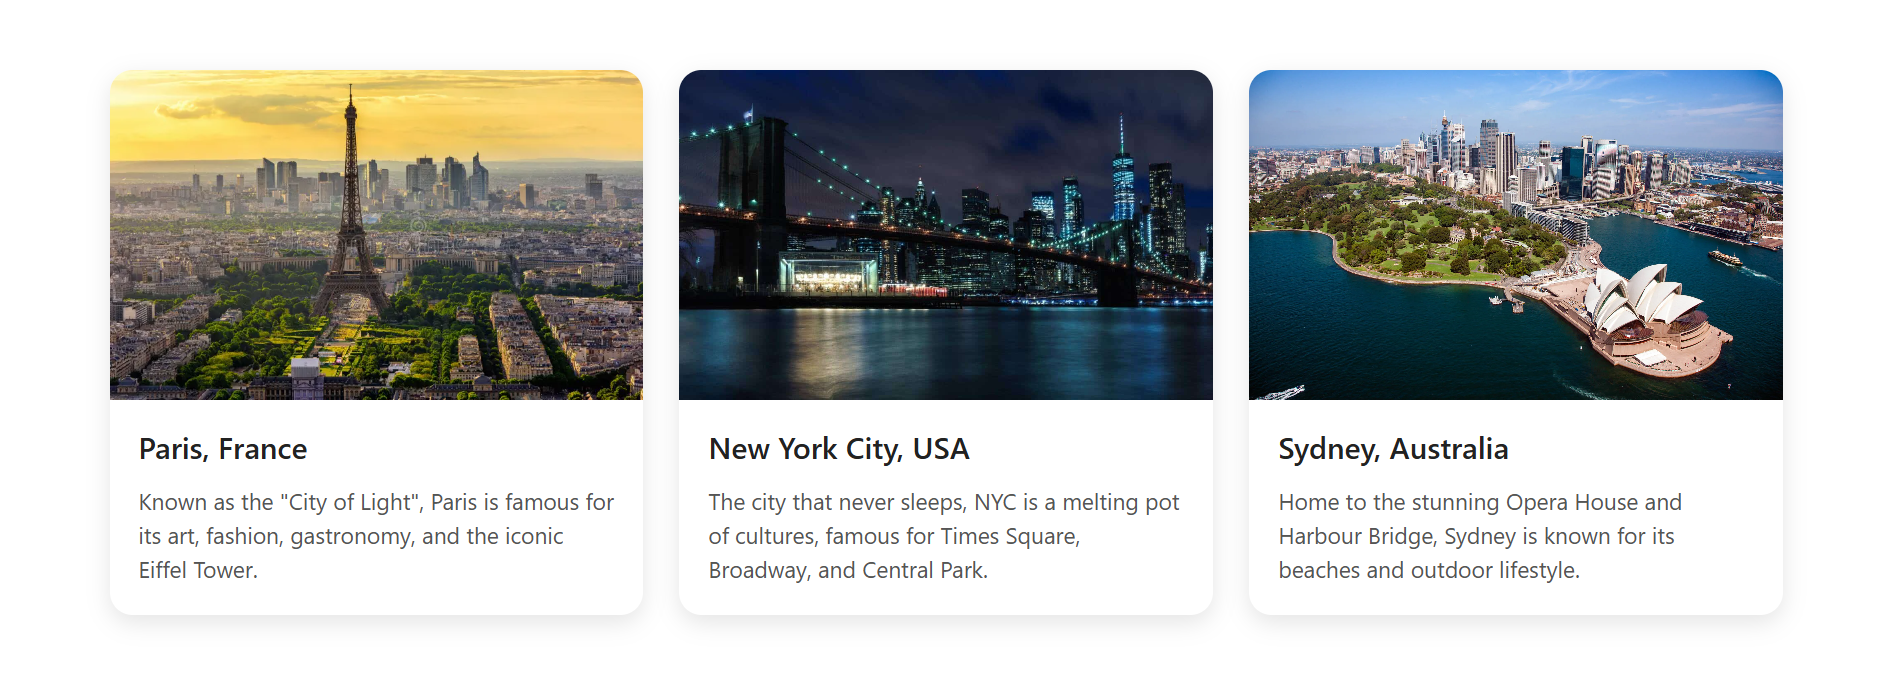 Paris, France
Known as the "City of Light", Paris is famous for
its art, fashion, gastronomy, and the iconic
Eiffel Tower.
New York City, USA
The city that never sleeps, NYC is a melting pot
of cultures, famous for Times Square,
Broadway, and Central Park.
Sydney, Australia
Home to the stunning Opera House and
Harbour Bridge, Sydney is known for its
beaches and outdoor lifestyle.